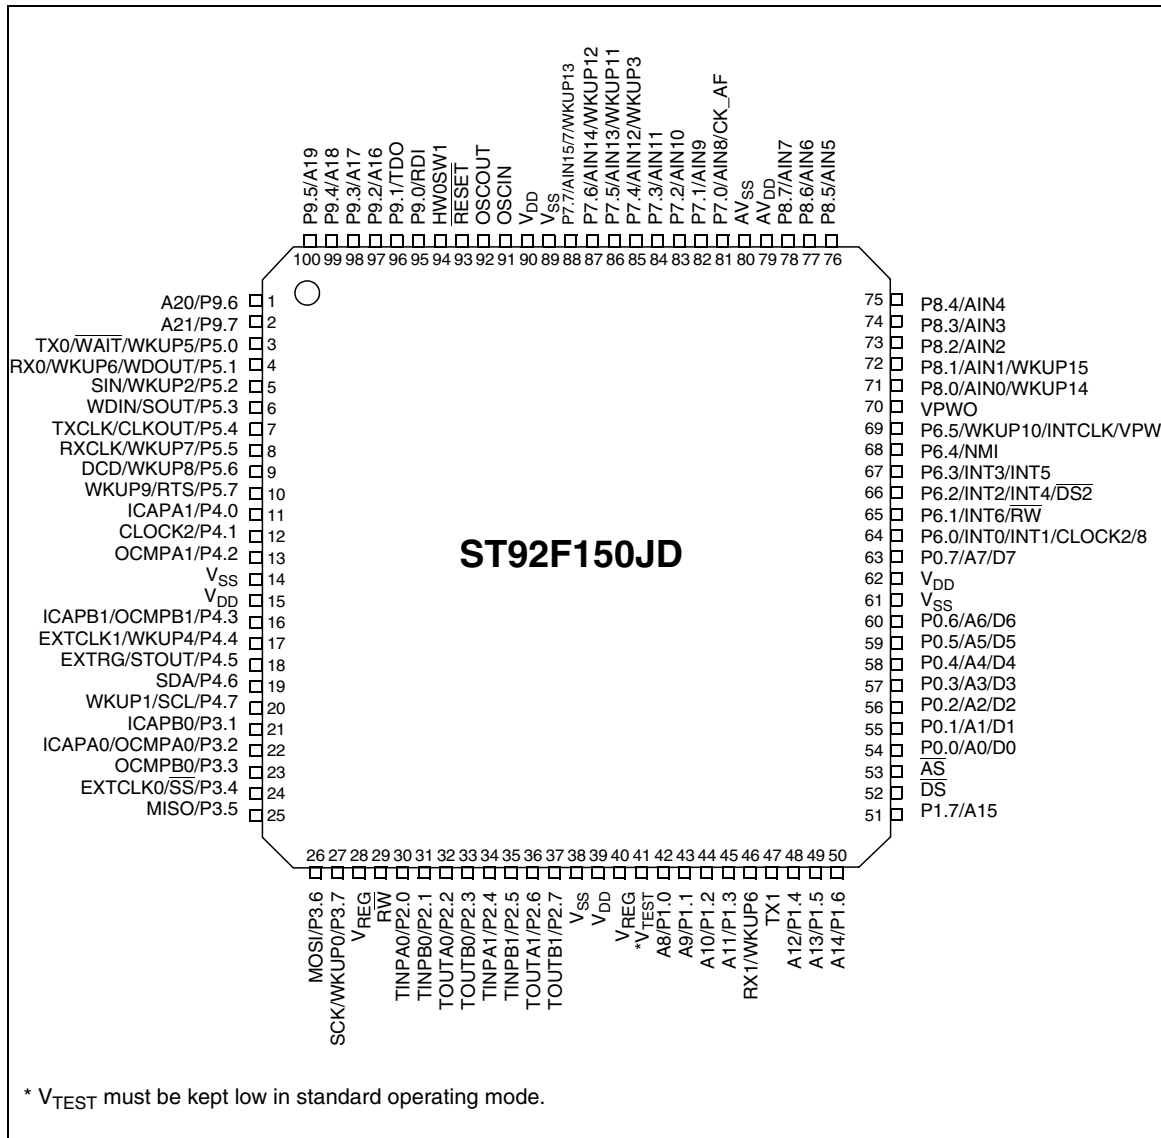 P9.5/A19
P9.4/A18
P9.3/A17
P9.2/A16
P9.1/TDO
P9.0/RDI
HW0SW1
RESET
OSCOUT
OSCIN
VDD
VSS
P7.7/AIN15/7/WKUP13
P7.6/AIN14/WKUP12
P7.5/AIN13/WKUP11
P7.4/AIN12/WKUP3
P7.3/AIN11
P7.2/AIN10
P7.1/AIN9
P7.0/AIN8/CK_AF
AVSS
AVDD
P8.7/AIN7
P8.6/AIN6
P8.5/AIN5
100 99 98 97 96 95 94 93 92 91 90 89 88 87 86 85 84 83 82 81 80 79 78 77 76
A20/P9.6 1
A21/P9.7 2
TX0/WAIT/WKUP5/P5.0 3
RX0/WKUP6/WDOUT/P5.1 4
SIN/WKUP2/P5.2 5
WDIN/SOUT/P5.3 6
TXCLK/CLKOUT/P5.4 7
RXCLK/WKUP7/P5.5 8
DCD/WKUP8/P5.6 9
WKUP9/RTS/P5.7 10
ICAPA1/P4.0 11
CLOCK2/P4.1 12
OCMPA1/P4.2 13
VSS 14
VDD 15
ICAPB1/OCMPB1/P4.3 16
EXTCLK1/WKUP4/P4.4 17
EXTRG/STOUT/P4.5 18
SDA/P4.6 19
WKUP1/SCL/P4.7 20
ICAPB0/P3.1 21
ICAPA0/OCMPA0/P3.2 22
OCMPB0/P3.3 23
EXTCLK0/SS/P3.4 24
MISO/P3.5 25
ST92F150JD
75 P8.4/AIN4
74 P8.3/AIN3
73 P8.2/AIN2
72 P8.1/AIN1/WKUP15
71 P8.0/AIN0/WKUP14
70 VPWO
69 P6.5/WKUP10/INTCLK/VPW
68 P6.4/NMI
67 P6.3/INT3/INT5
66 P6.2/INT2/INT4/DS2
65 P6.1/INT6/RW
64 P6.0/INT0/INT1/CLOCK2/8
63 P0.7/A7/D7
62 VDD
61 VSS
60 P0.6/A6/D6
59 P0.5/A5/D5
58 P0.4/A4/D4
57 P0.3/A3/D3
56 P0.2/A2/D2
55 P0.1/A1/D1
54 P0.0/A0/D0
53 AS
52 DS
51 P1.7/A15
26 27 28 29 30 31 32 33 34 35 36 37 38 39 40 41 42 43 44 45 46 47 48 49 50
MOSI/P3.6
SCK/WKUP0/P3.7
VREG
RW
TINPA0/P2.0
TINPB0/P2.1
TOUTA0/P2.2
TOUTB0/P2.3
TINPA1/P2.4
TINPB1/P2.5
TOUTA1/P2.6
TOUTB1/P2.7
VSS
VDD
VREG
*VTEST
A8/P1.0
A9/P1.1
A10/P1.2
A11/P1.3
RX1/WKUP6
TX1
A12/P1.4
A13/P1.5
A14/P1.6
* VTEST must be kept low in standard operating mode.